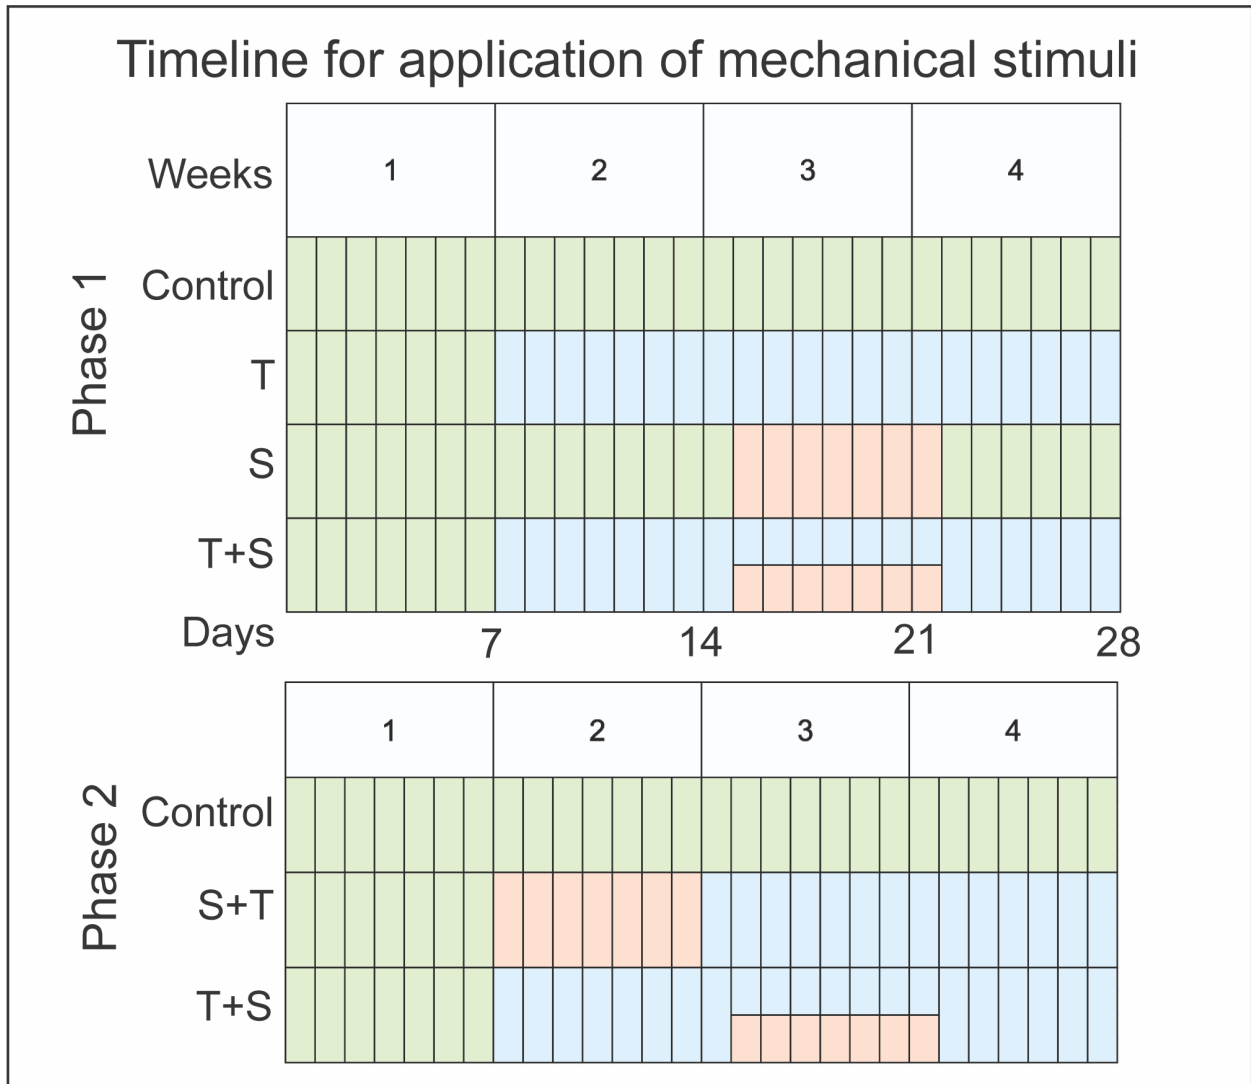 Timeline for application of mechanical stimuli
Phase 1
Weeks 1 2 3 4
Control
T
S
T+S
Days 7 14 21 28
Phase 2
1 2 3 4
Control
S+T
T+S